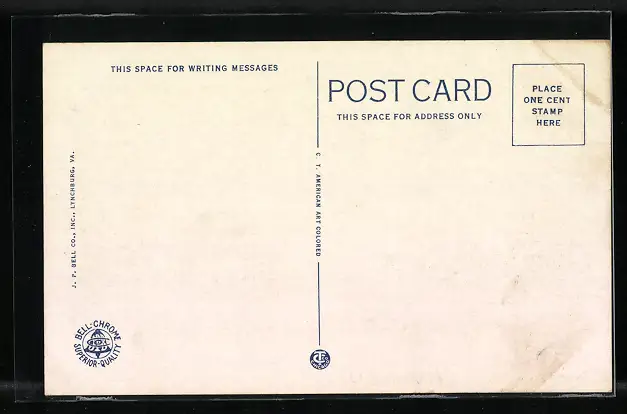 THIS SPACE FOR WRITING MESSAGES
POST CARD
THIS SPACE FOR ADDRESS ONLY
PLACE
ONE CENT
STAMP
HERE
J. P. BELL CO., INC., LYNCHBURG, VA.
C. T. AMERICAN ART COLORED
BELL-CHROME
SUPERIOR-QUALITY